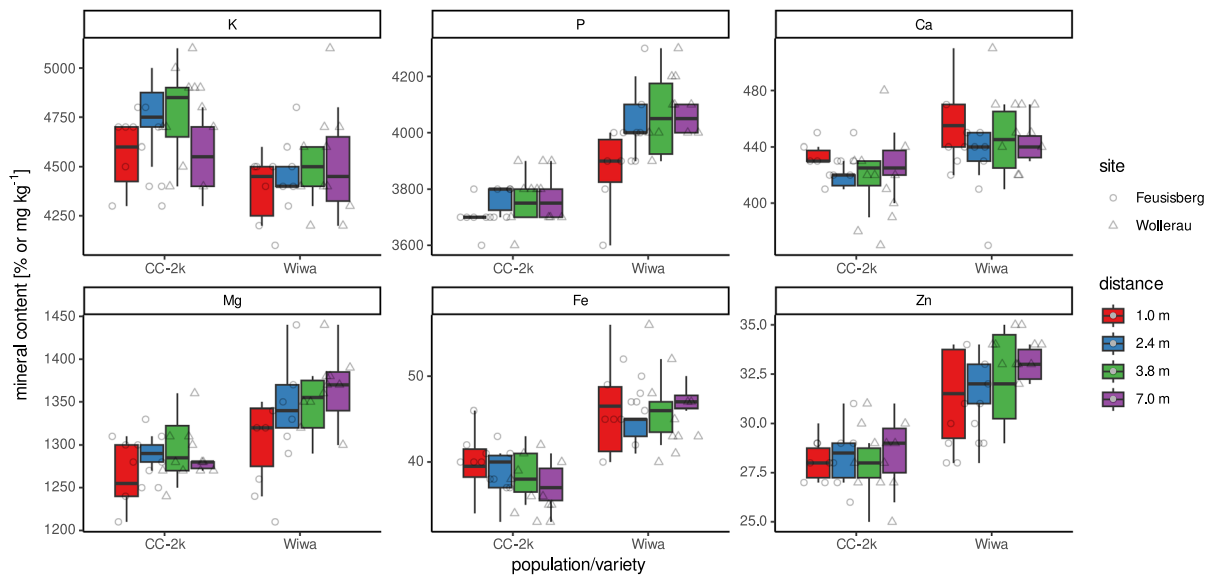 K
P
Ca
5000
4750
4500
4250
4200
4000
3800
3600
480
440
400
CC-2k
Wiwa
CC-2k
Wiwa
CC-2k
Wiwa
Mg
Fe
Zn
1450
1400
1350
1300
1250
1200
50
40
35.0
32.5
30.0
27.5
25.0
CC-2k
Wiwa
CC-2k
Wiwa
CC-2k
Wiwa
mineral content [% or mg kg⁻¹]
population/variety
site
Feusisberg
Wollerau
distance
1.0 m
2.4 m
3.8 m
7.0 m